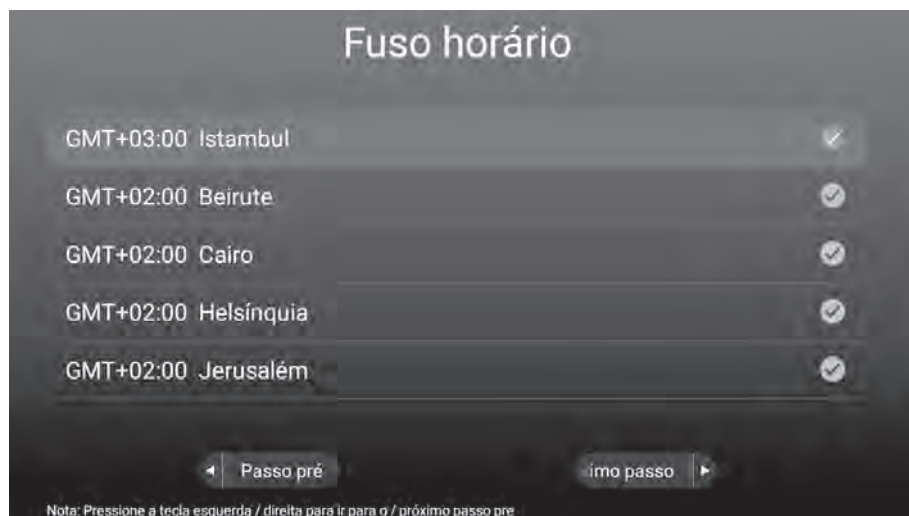 Fuso horário
GMT+03:00 Istambul
GMT+02:00 Beirute
GMT+02:00 Cairo
GMT+02:00 Helsínquia
GMT+02:00 Jerusalém
Passo pré imo passo
Nota: Pressione a tecla esquerda / direita para ir para o / próximo passo pre